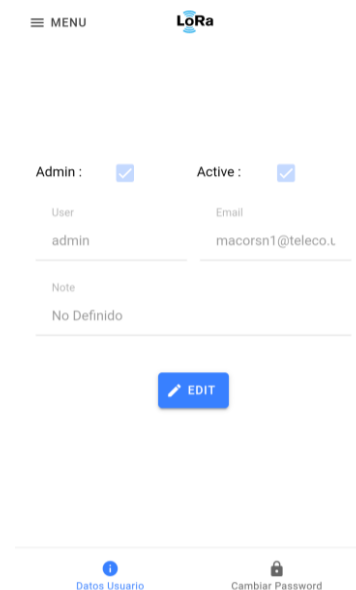 MENU
LoRa
Admin :
Active :
User
Email
admin
macorsn1@teleco.u
Note
No Definido
EDIT
Datos Usuario
Cambiar Password